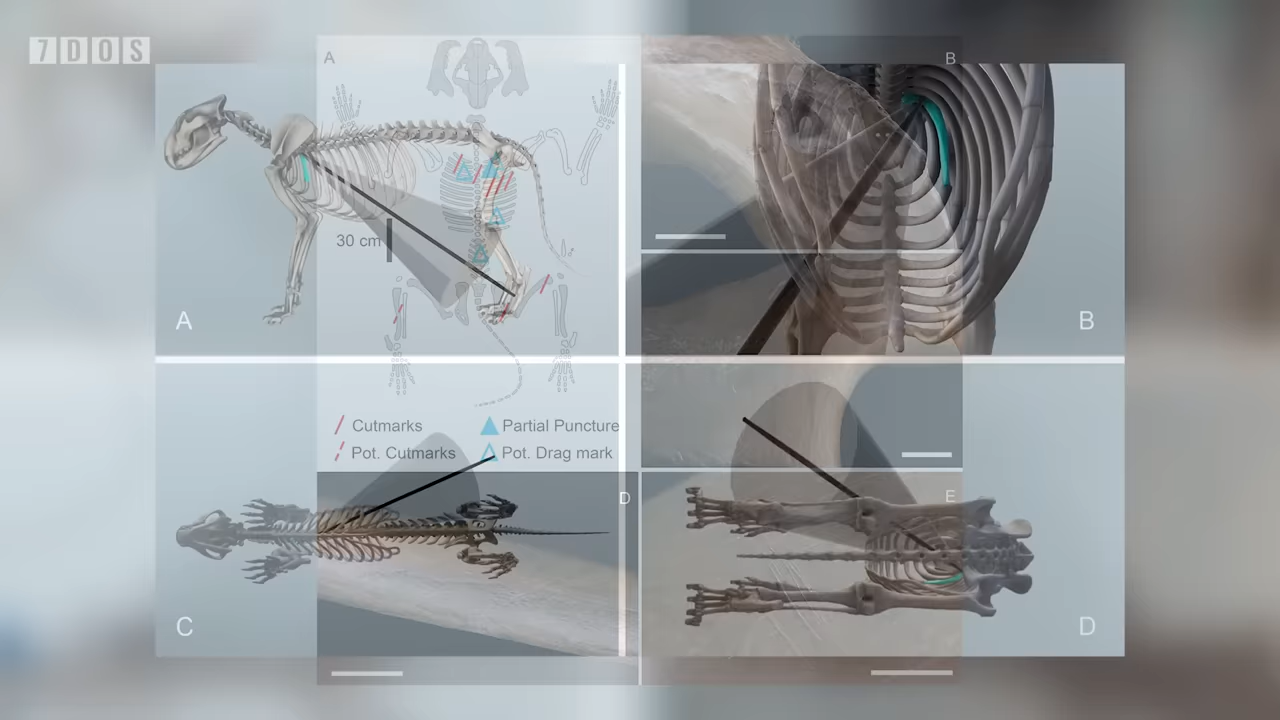 7DOS
A
B
30 cm
A
B
Cutmarks
Partial Puncture
Pot. Cutmarks
Pot. Drag mark
D
E
C
D